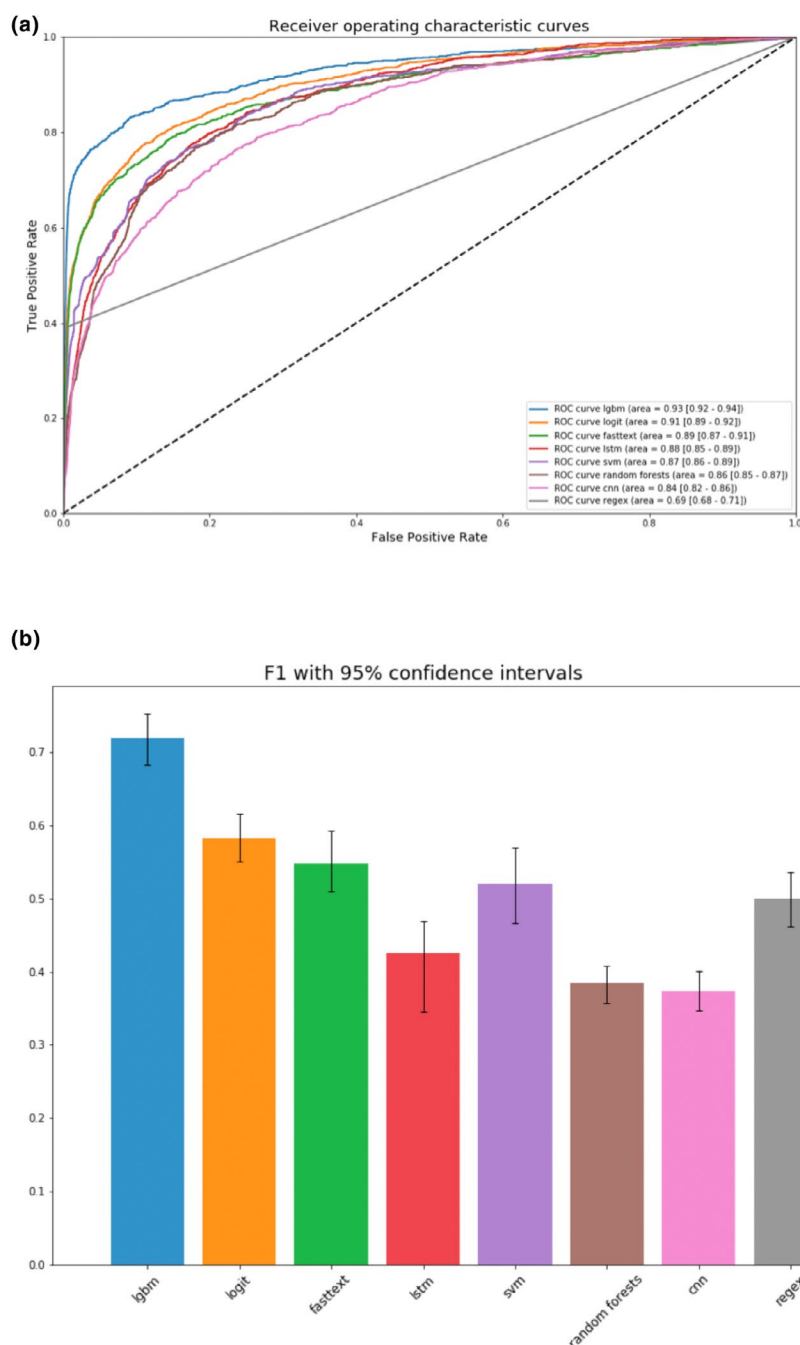 (a)
Receiver operating characteristic curves
1.0
0.8
0.6
0.4
0.2
0.0
True Positive Rate
ROC curve lgbm (area = 0.93 [0.92 - 0.94])
ROC curve logit (area = 0.91 [0.89 - 0.92])
ROC curve fasttext (area = 0.89 [0.87 - 0.91])
ROC curve lstm (area = 0.88 [0.85 - 0.89])
ROC curve svm (area = 0.87 [0.86 - 0.89])
ROC curve random forests (area = 0.86 [0.85 - 0.87])
ROC curve cnn (area = 0.84 [0.82 - 0.86])
ROC curve regex (area = 0.69 [0.68 - 0.71])
0.0 0.2 0.4 0.6 0.8 1.0
False Positive Rate
(b)
F1 with 95% confidence intervals
0.7
0.6
0.5
0.4
0.3
0.2
0.1
0.0
lgbm
logit
fasttext
lstm
svm
random forests
cnn
regex